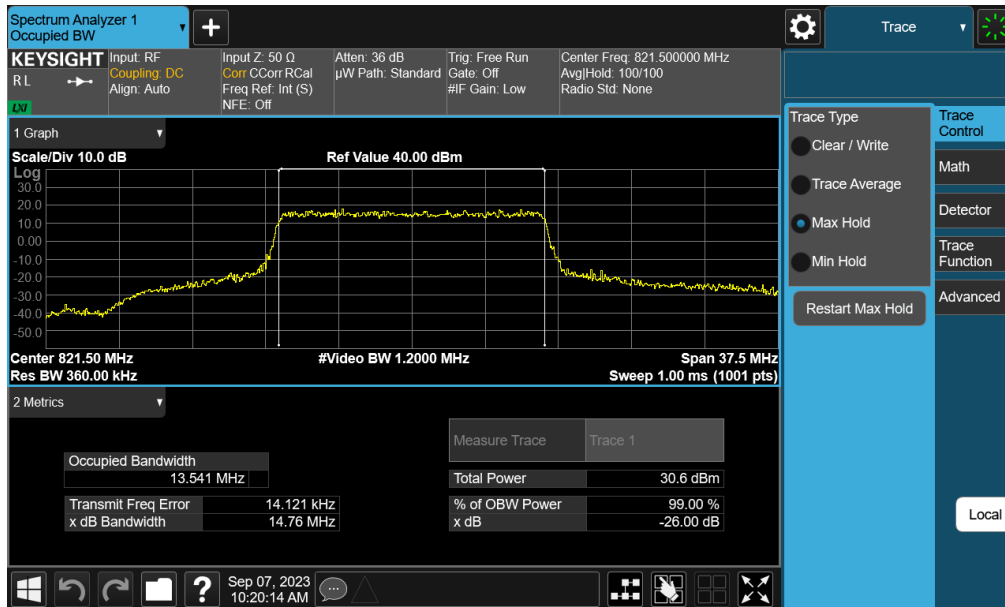 Spectrum Analyzer 1
Occupied BW
+
Trace
KEYSIGHT
R L
LXI
Input: RF
Coupling: DC
Align: Auto
Input Z: 50 Ω
Corr CCorr RCal
Freq Ref: Int (S)
NFE: Off
Atten: 36 dB
µW Path: Standard
Trig: Free Run
Gate: Off
#IF Gain: Low
Center Freq: 821.500000 MHz
Avg|Hold: 100/100
Radio Std: None
1 Graph
Scale/Div 10.0 dB
Ref Value 40.00 dBm
Log
30.0
20.0
10.0
0.00
-10.0
-20.0
-30.0
-40.0
-50.0
Center 821.50 MHz
#Video BW 1.2000 MHz
Span 37.5 MHz
Res BW 360.00 kHz
Sweep 1.00 ms (1001 pts)
2 Metrics
Measure Trace
Trace 1
Occupied Bandwidth
13.541 MHz
Total Power
30.6 dBm
Transmit Freq Error
14.121 kHz
% of OBW Power
99.00 %
x dB Bandwidth
14.76 MHz
x dB
-26.00 dB
Trace Type
Clear / Write
Trace Average
Max Hold
Min Hold
Restart Max Hold
Trace
Control
Math
Detector
Trace
Function
Advanced
Local
?
Sep 07, 2023
10:20:14 AM